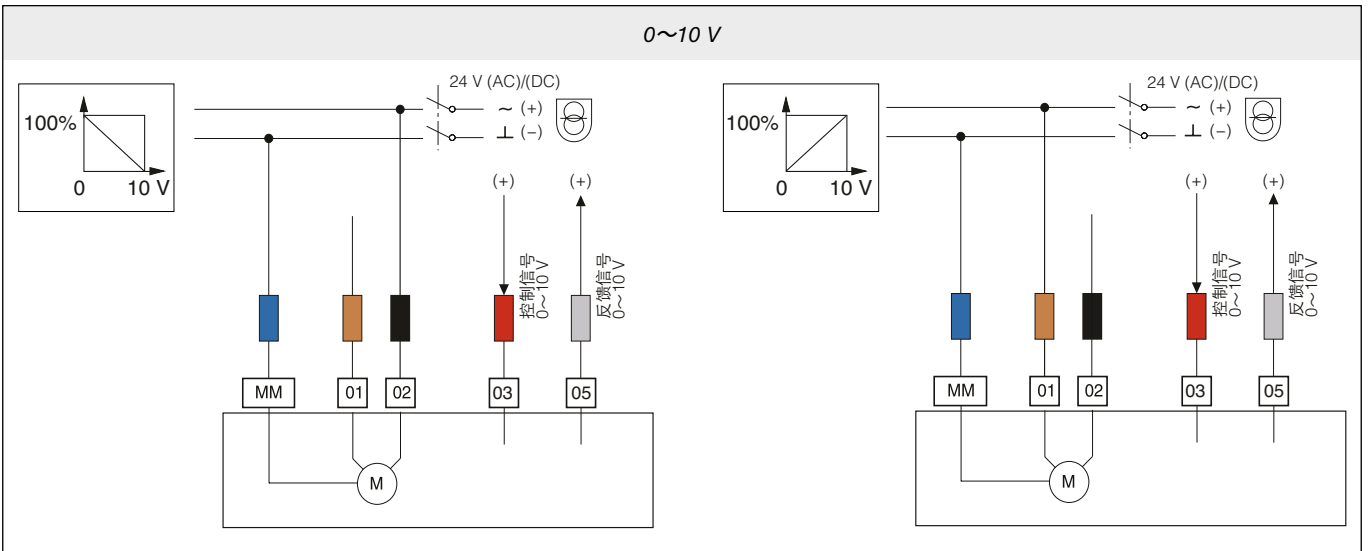 0～10 V
24 V (AC)/(DC)
100%
～ (+)
⊥ (−)
0 10 V
(+) (+)
控制信号
0～10 V
反馈信号
0～10 V
MM 01 02 03 05
M
24 V (AC)/(DC)
100%
～ (+)
⊥ (−)
0 10 V
(+) (+)
控制信号
0～10 V
反馈信号
0～10 V
MM 01 02 03 05
M